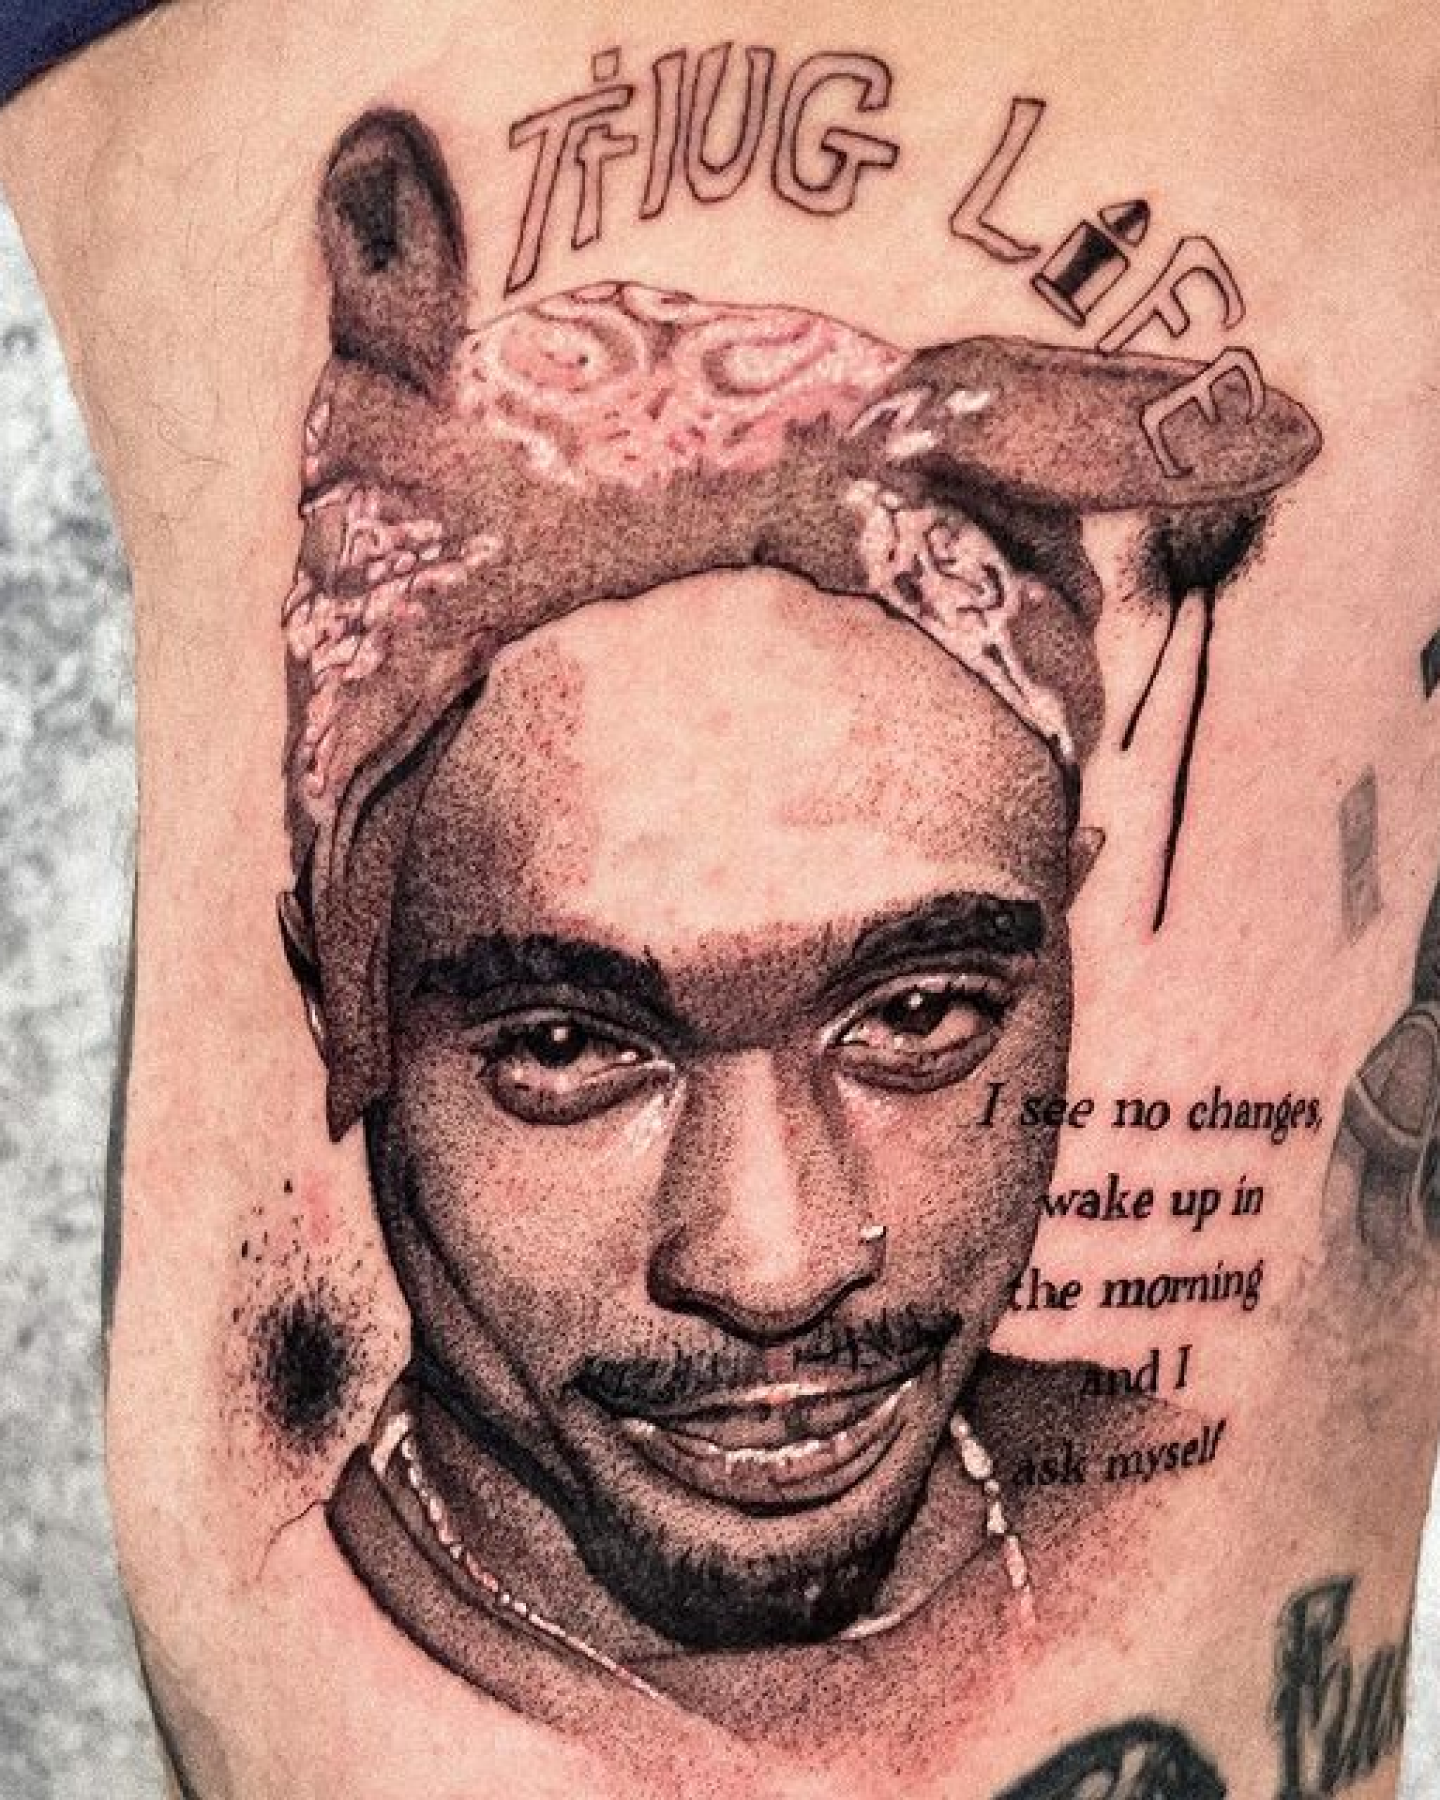 THUG LIFE
I see no changes,
wake up in
the morning
and I
ask myself